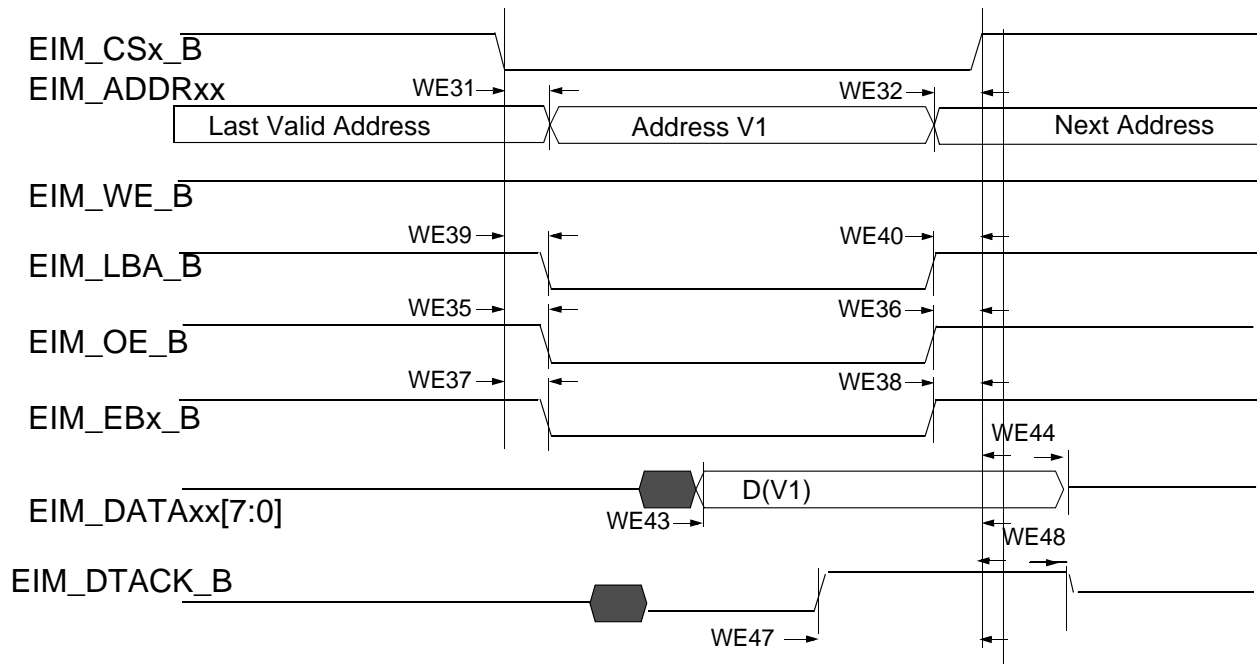 EIM_CSx_B
EIM_ADDRxx
WE31
WE32
Last Valid Address
Address V1
Next Address
EIM_WE_B
WE39
WE40
EIM_LBA_B
WE35
WE36
EIM_OE_B
WE37
WE38
EIM_EBx_B
WE44
D(V1)
EIM_DATAxx[7:0]
WE43
WE48
EIM_DTACK_B
WE47